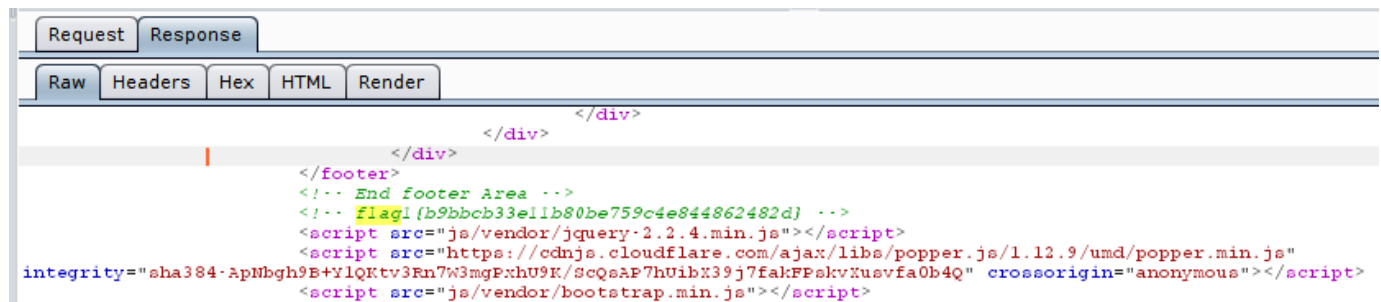 Request Response
Raw Headers Hex HTML Render
</div>
</div>
</div>
</footer>
<!-- End footer Area -->
<!-- flag1{b9bbcb33e11b80be759c4e844862482d} -->
<script src="js/vendor/jquery-2.2.4.min.js"></script>
<script src="https://cdnjs.cloudflare.com/ajax/libs/popper.js/1.12.9/umd/popper.min.js"
integrity="sha384-ApNbgh9B+Y1QKtv3Rn7W3mgPxhU9K/ScQsAP7hUibX39j7fakFPskvXusvfa0b4Q" crossorigin="anonymous"></script>
<script src="js/vendor/bootstrap.min.js"></script>